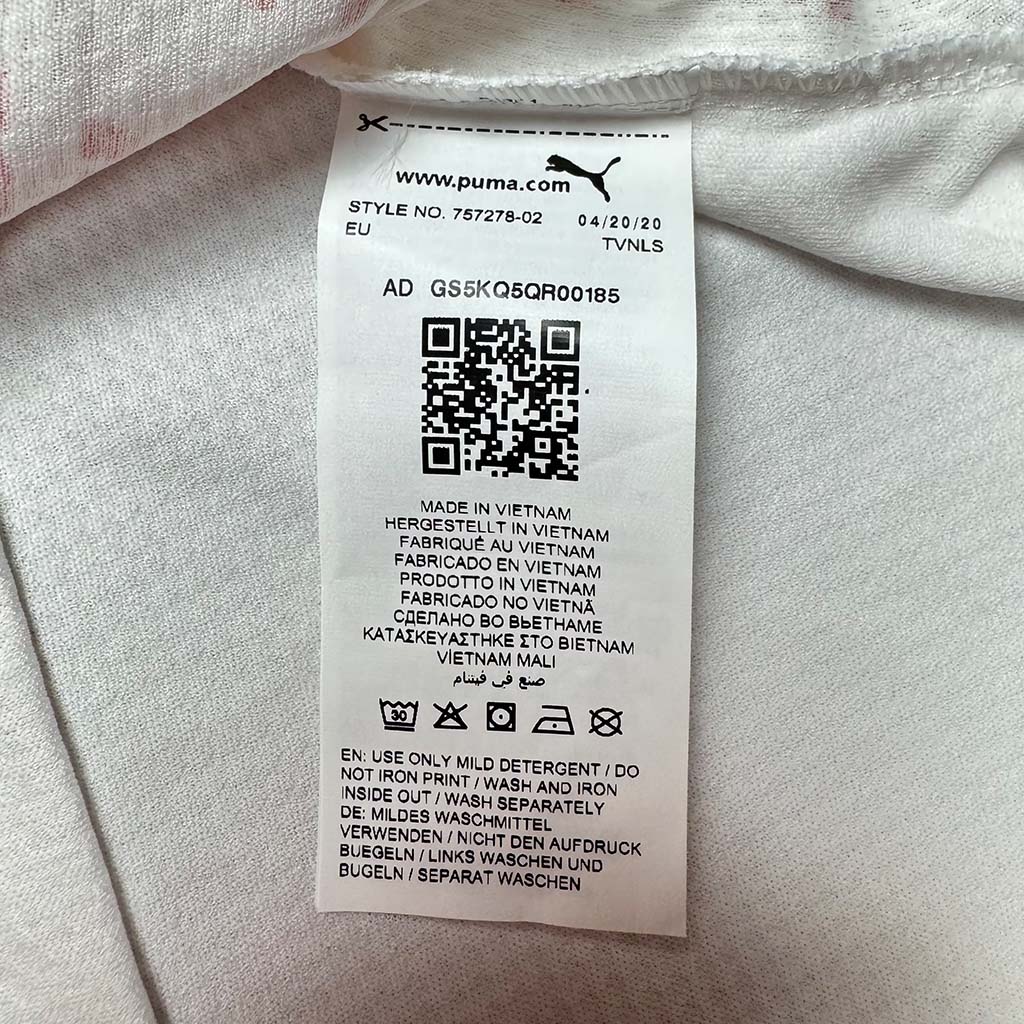 www.puma.com
STYLE NO. 757278-02 04/20/20
EU TVNLS
AD GS5KQ5QR00185
MADE IN VIETNAM
HERGESTELLT IN VIETNAM
FABRIQUÉ AU VIETNAM
FABRICADO EN VIETNAM
PRODOTTO IN VIETNAM
FABRICADO NO VIETNÃ
СДЕЛАНО ВО ВЬЕТНАМЕ
ΚΑΤΑΣΚΕΥΑΣΤΗΚΕ ΣΤΟ ΒΙΕΤΝΑΜ
VİETNAM MALI
صنع في فيتنام
30
EN: USE ONLY MILD DETERGENT / DO
NOT IRON PRINT / WASH AND IRON
INSIDE OUT / WASH SEPARATELY
DE: MILDES WASCHMITTEL
VERWENDEN / NICHT DEN AUFDRUCK
BUEGELN / LINKS WASCHEN UND
BUGELN / SEPARAT WASCHEN